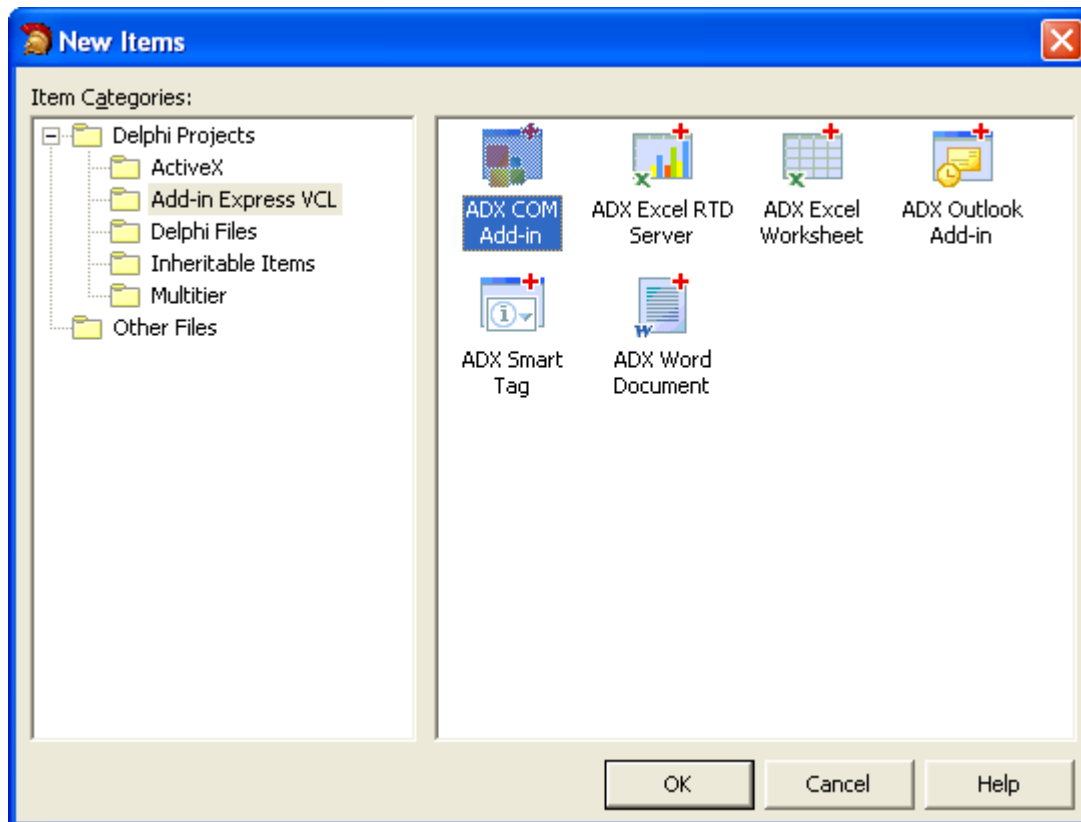 New Items
Item Categories:
Delphi Projects
ActiveX
Add-in Express VCL
Delphi Files
Inheritable Items
Multitier
Other Files
ADX COM
Add-in
ADX Excel RTD
Server
ADX Excel
Worksheet
ADX Outlook
Add-in
ADX Smart
Tag
ADX Word
Document
OK
Cancel
Help